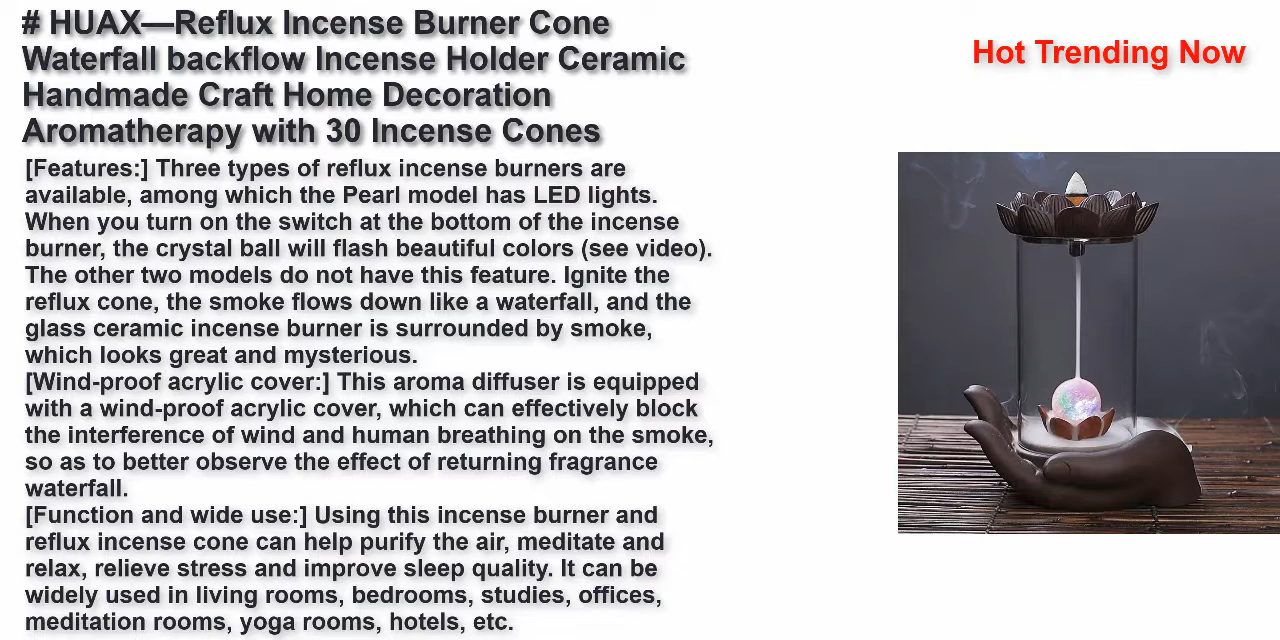 # HUAX—Reflux Incense Burner Cone
Waterfall backflow Incense Holder Ceramic
Handmade Craft Home Decoration
Aromatherapy with 30 Incense Cones
Hot Trending Now
[Features:] Three types of reflux incense burners are
available, among which the Pearl model has LED lights.
When you turn on the switch at the bottom of the incense
burner, the crystal ball will flash beautiful colors (see video).
The other two models do not have this feature. Ignite the
reflux cone, the smoke flows down like a waterfall, and the
glass ceramic incense burner is surrounded by smoke,
which looks great and mysterious.
[Wind-proof acrylic cover:] This aroma diffuser is equipped
with a wind-proof acrylic cover, which can effectively block
the interference of wind and human breathing on the smoke,
so as to better observe the effect of returning fragrance
waterfall.
[Function and wide use:] Using this incense burner and
reflux incense cone can help purify the air, meditate and
relax, relieve stress and improve sleep quality. It can be
widely used in living rooms, bedrooms, studies, offices,
meditation rooms, yoga rooms, hotels, etc.